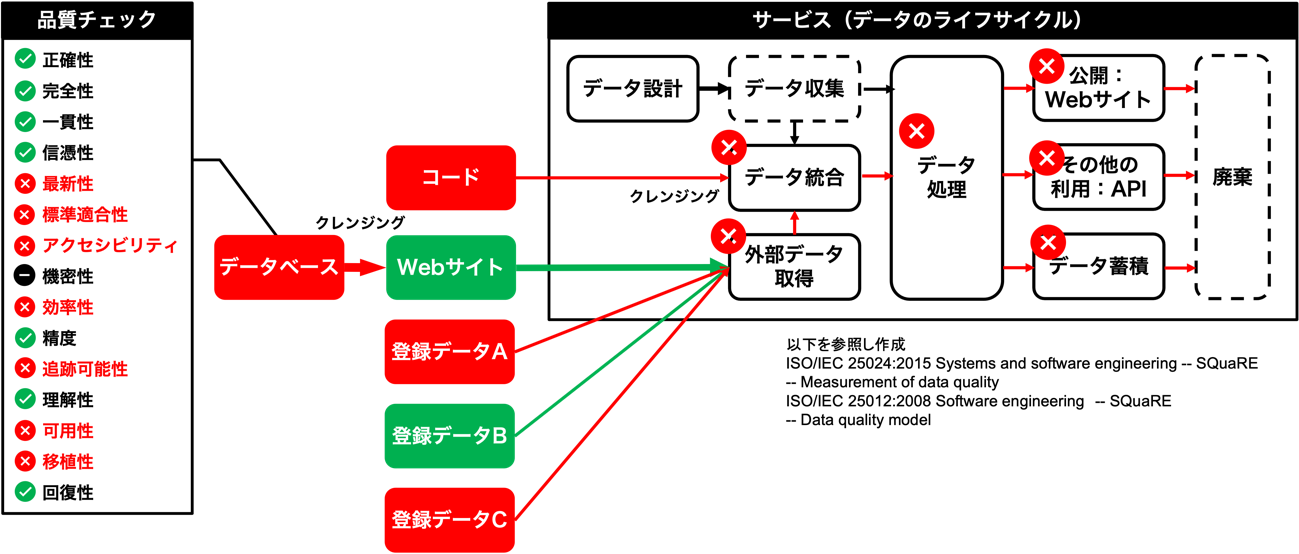 品質チェック
正確性
完全性
一貫性
信憑性
最新性
標準適合性
アクセシビリティ
機密性
効率性
精度
追跡可能性
理解性
可用性
移植性
回復性
データベース
クレンジング
コード
Webサイト
登録データA
登録データB
登録データC
サービス（データのライフサイクル）
データ設計
データ収集
クレンジング
データ統合
外部データ
取得
データ
処理
公開：
Webサイト
その他の
利用：API
データ蓄積
廃棄
以下を参照し作成
ISO/IEC 25024:2015 Systems and software engineering -- SQuaRE
-- Measurement of data quality
ISO/IEC 25012:2008 Software engineering -- SQuaRE
-- Data quality model